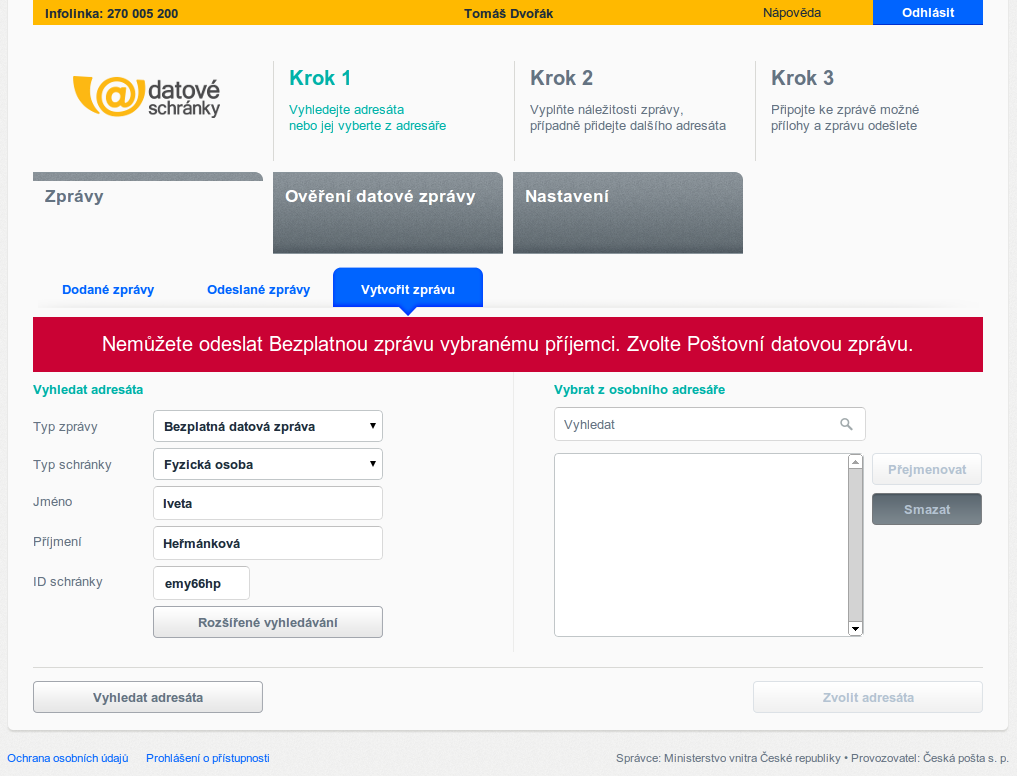 Infolinka: 270 005 200
Tomáš Dvořák
Nápověda
Odhlásit
datové
schránky
Krok 1
Vyhledejte adresáta
nebo jej vyberte z adresáře
Krok 2
Vyplňte náležitosti zprávy,
případně přidejte dalšího adresáta
Krok 3
Připojte ke zprávě možné
přílohy a zprávu odešlete
Zprávy
Ověření datové zprávy
Nastavení
Dodané zprávy
Odeslané zprávy
Vytvořit zprávu
Nemůžete odeslat Bezplatnou zprávu vybranému příjemci. Zvolte Poštovní datovou zprávu.
Vyhledat adresáta
Typ zprávy
Bezplatná datová zpráva
Typ schránky
Fyzická osoba
Jméno
Iveta
Příjmení
Heřmánková
ID schránky
emy66hp
Rozšířené vyhledávání
Vybrat z osobního adresáře
Vyhledat
Přejmenovat
Smazat
Vyhledat adresáta
Zvolit adresáta
Ochrana osobních údajů
Prohlášení o přístupnosti
Správce: Ministerstvo vnitra České republiky • Provozovatel: Česká pošta s. p.